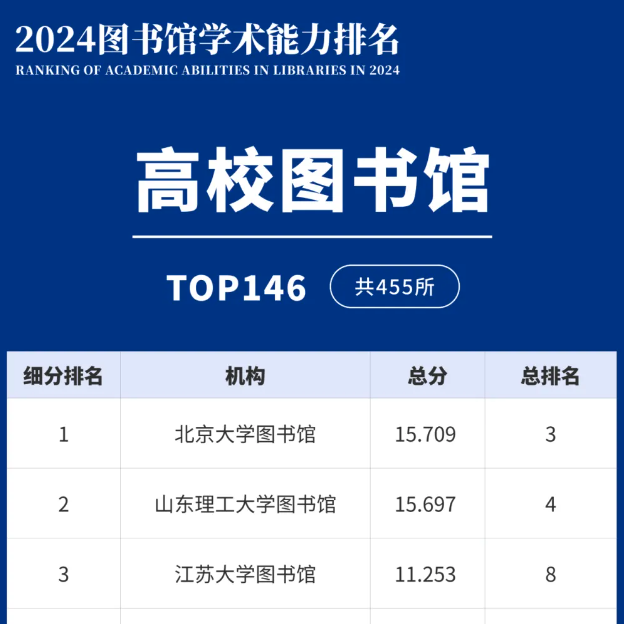 2024图书馆学术能力排名
RANKING OF ACADEMIC ABILITIES IN LIBRARIES IN 2024
高校图书馆
TOP146 共455所
细分排名 机构 总分 总排名
1 北京大学图书馆 15.709 3
2 山东理工大学图书馆 15.697 4
3 江苏大学图书馆 11.253 8